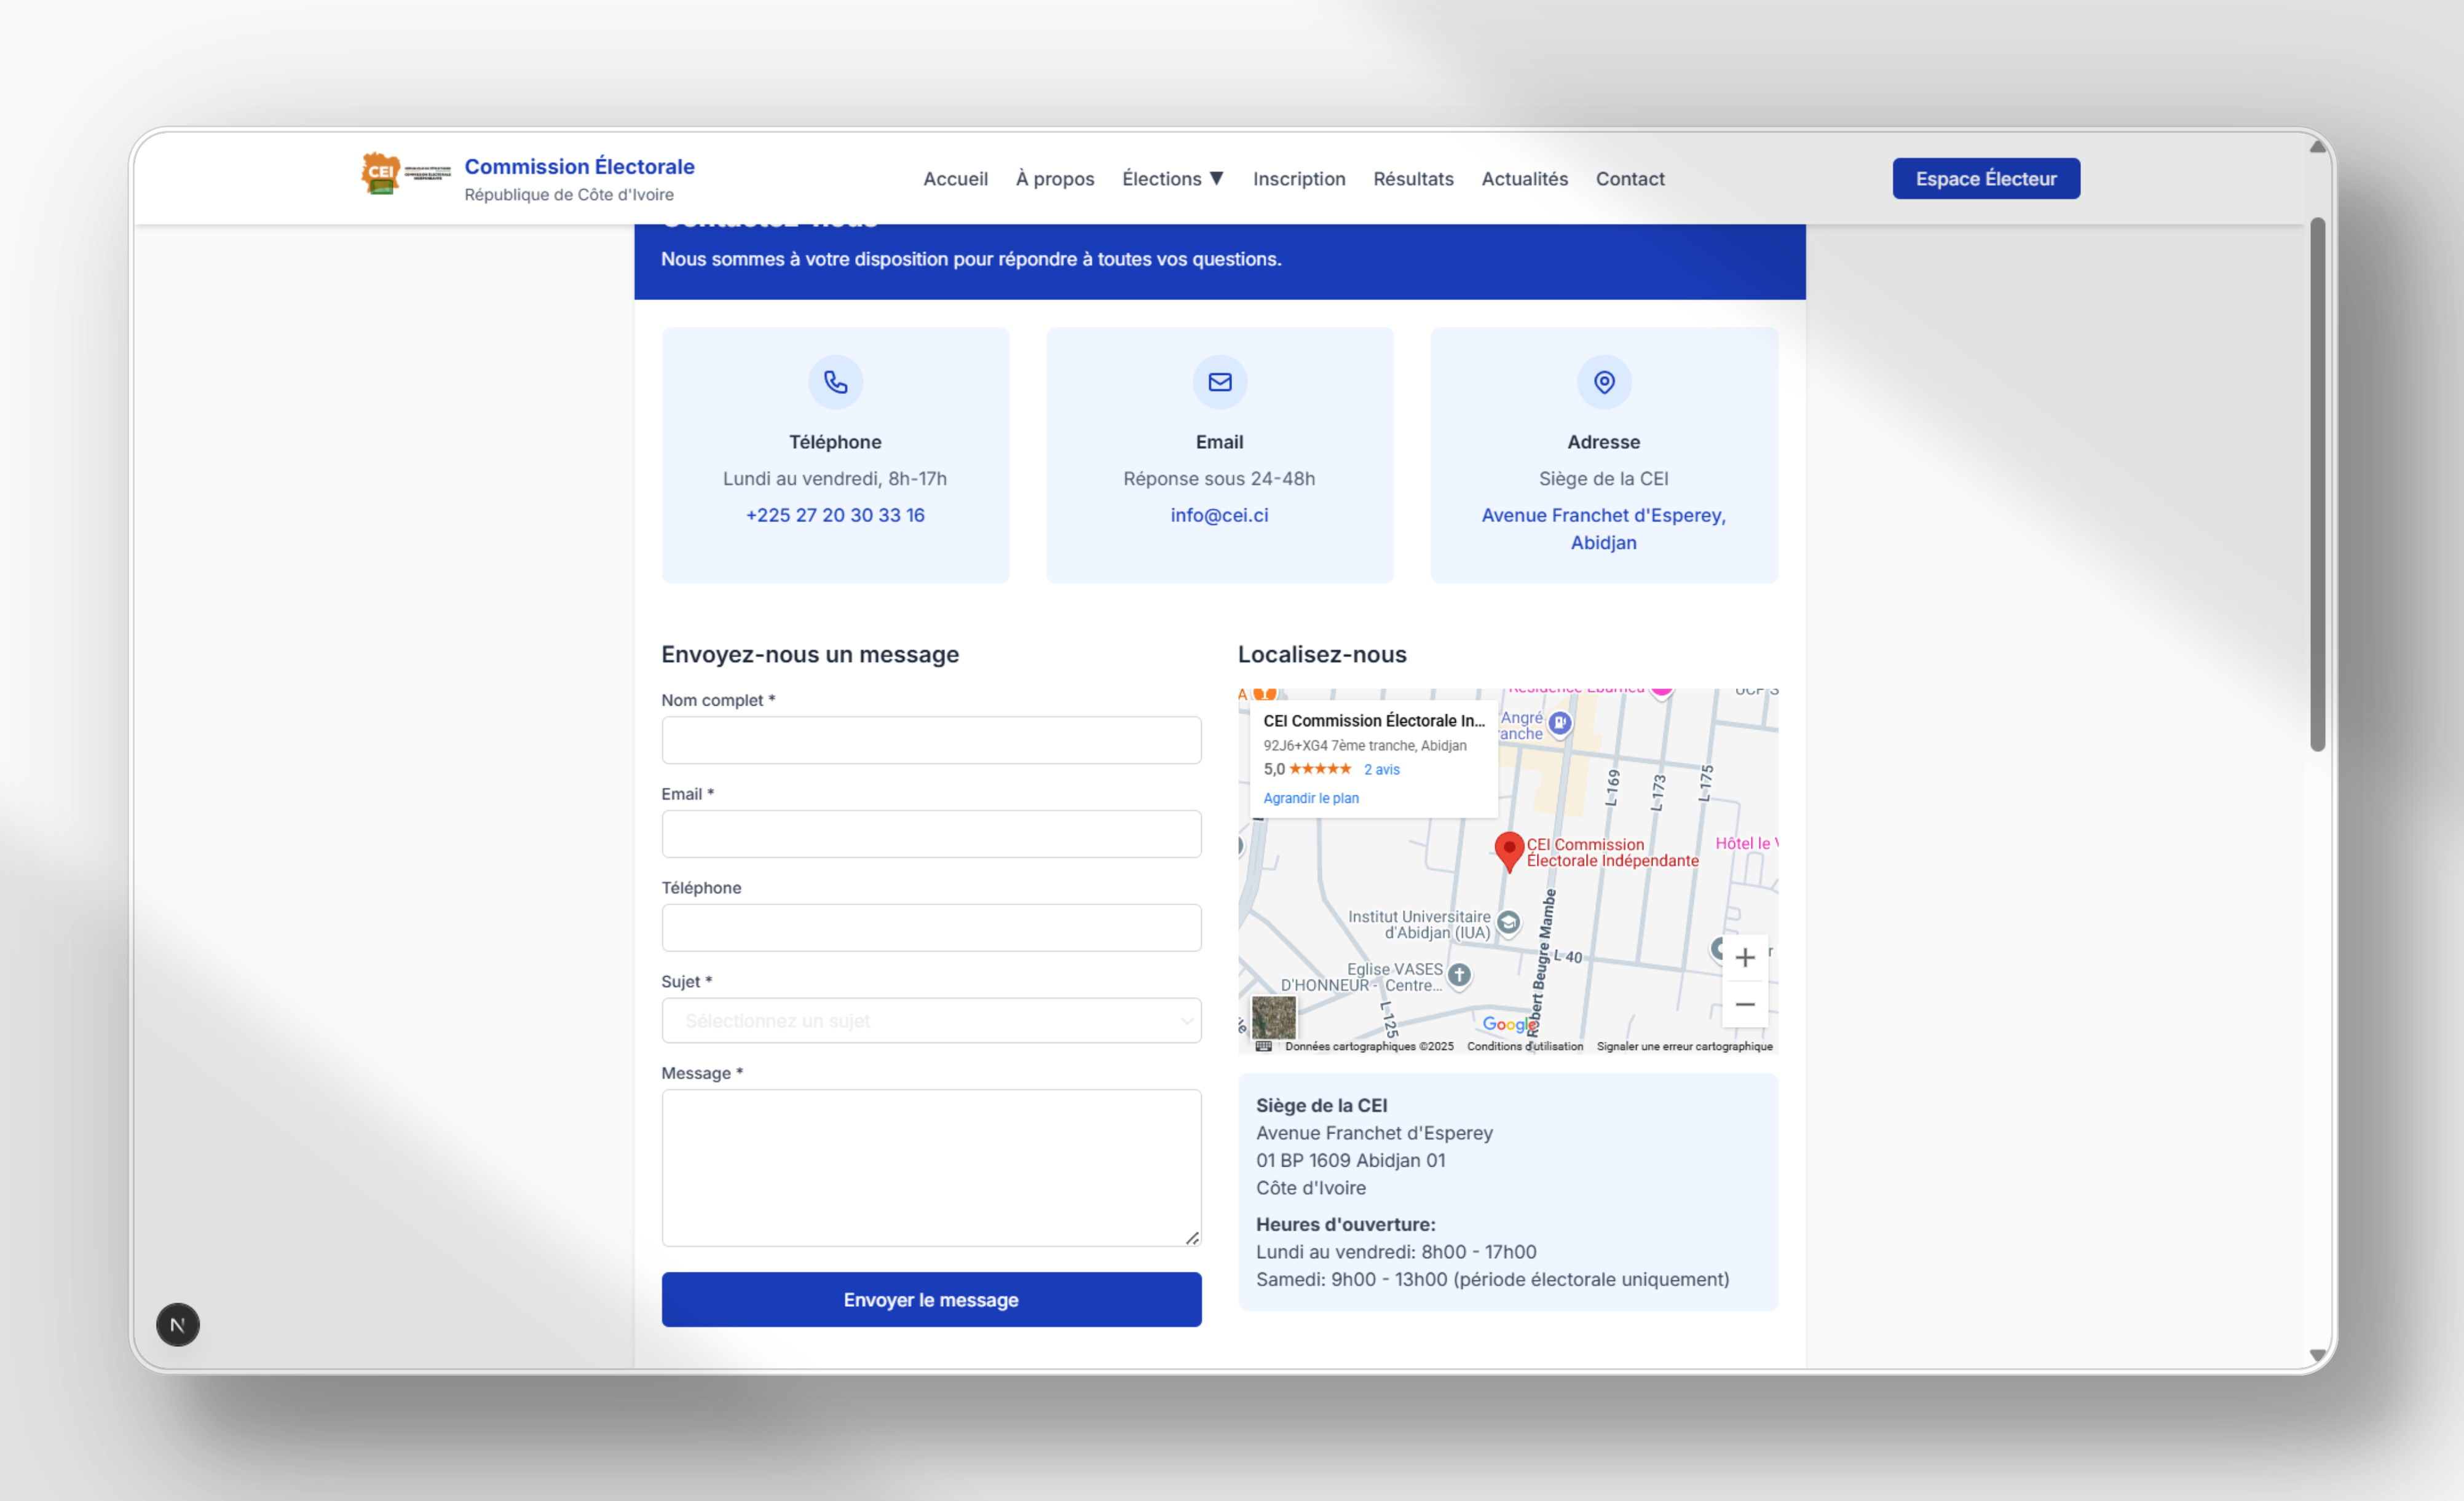 CEI
Commission Électorale
République de Côte d'Ivoire
Accueil
À propos
Élections ▼
Inscription
Résultats
Actualités
Contact
Espace Électeur
Nous sommes à votre disposition pour répondre à toutes vos questions.
Téléphone
Lundi au vendredi, 8h-17h
+225 27 20 30 33 16
Email
Réponse sous 24-48h
info@cei.ci
Adresse
Siège de la CEI
Avenue Franchet d'Esperey,
Abidjan
Envoyez-nous un message
Nom complet *
Email *
Téléphone
Sujet *
Sélectionnez un sujet
Message *
Envoyer le message
Localisez-nous
CEI Commission Électorale In...
92J6+XG4 7ème tranche, Abidjan
5,0 ★★★★★ 2 avis
Agrandir le plan
Angré
L 169
L 173
L 175
CEI Commission
Électorale Indépendante
Hôtel le
Institut Universitaire
d'Abidjan (IUA)
Robert Beugre Mambe
L 40
Eglise VASES
D'HONNEUR - Centre...
L 125
Google
Données cartographiques ©2025
Conditions d'utilisation
Signaler une erreur cartographique
Siège de la CEI
Avenue Franchet d'Esperey
01 BP 1609 Abidjan 01
Côte d'Ivoire
Heures d'ouverture:
Lundi au vendredi: 8h00 - 17h00
Samedi: 9h00 - 13h00 (période électorale uniquement)
N